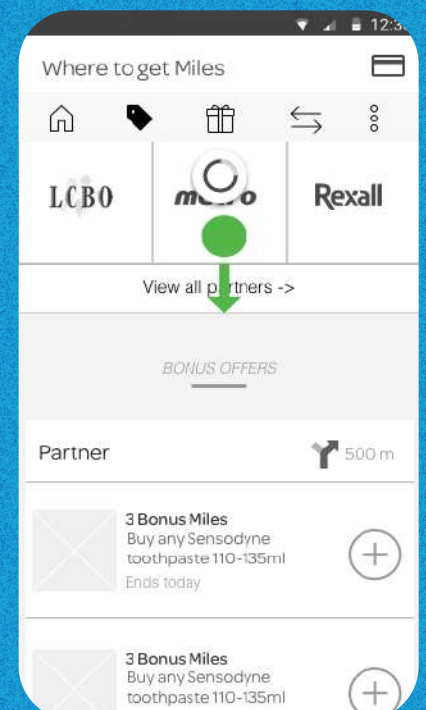 12:3
Where to get Miles
LCBO
Rexall
View all partners ->
BONUS OFFERS
Partner
500 m
3 Bonus Miles
Buy any Sensodyne
toothpaste 110-135ml
Ends today
3 Bonus Miles
Buy any Sensodyne
toothpaste 110-135ml